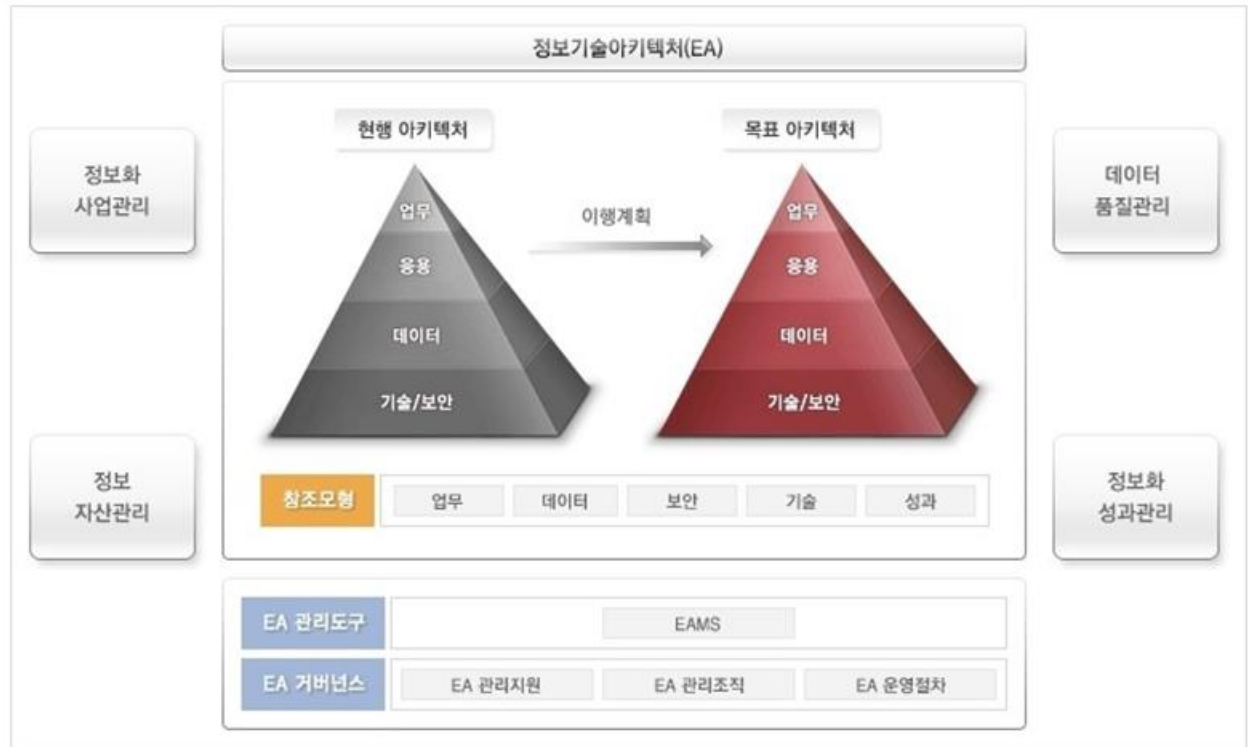 정보기술아키텍처(EA)
정보화
사업관리
정보
자산관리
현행 아키텍처
업무
응용
데이터
기술/보안
이행계획
목표 아키텍처
업무
응용
데이터
기술/보안
참조모형
업무
데이터
보안
기술
성과
데이터
품질관리
정보화
성과관리
EA 관리도구
EAMS
EA 거버넌스
EA 관리지원
EA 관리조직
EA 운영절차